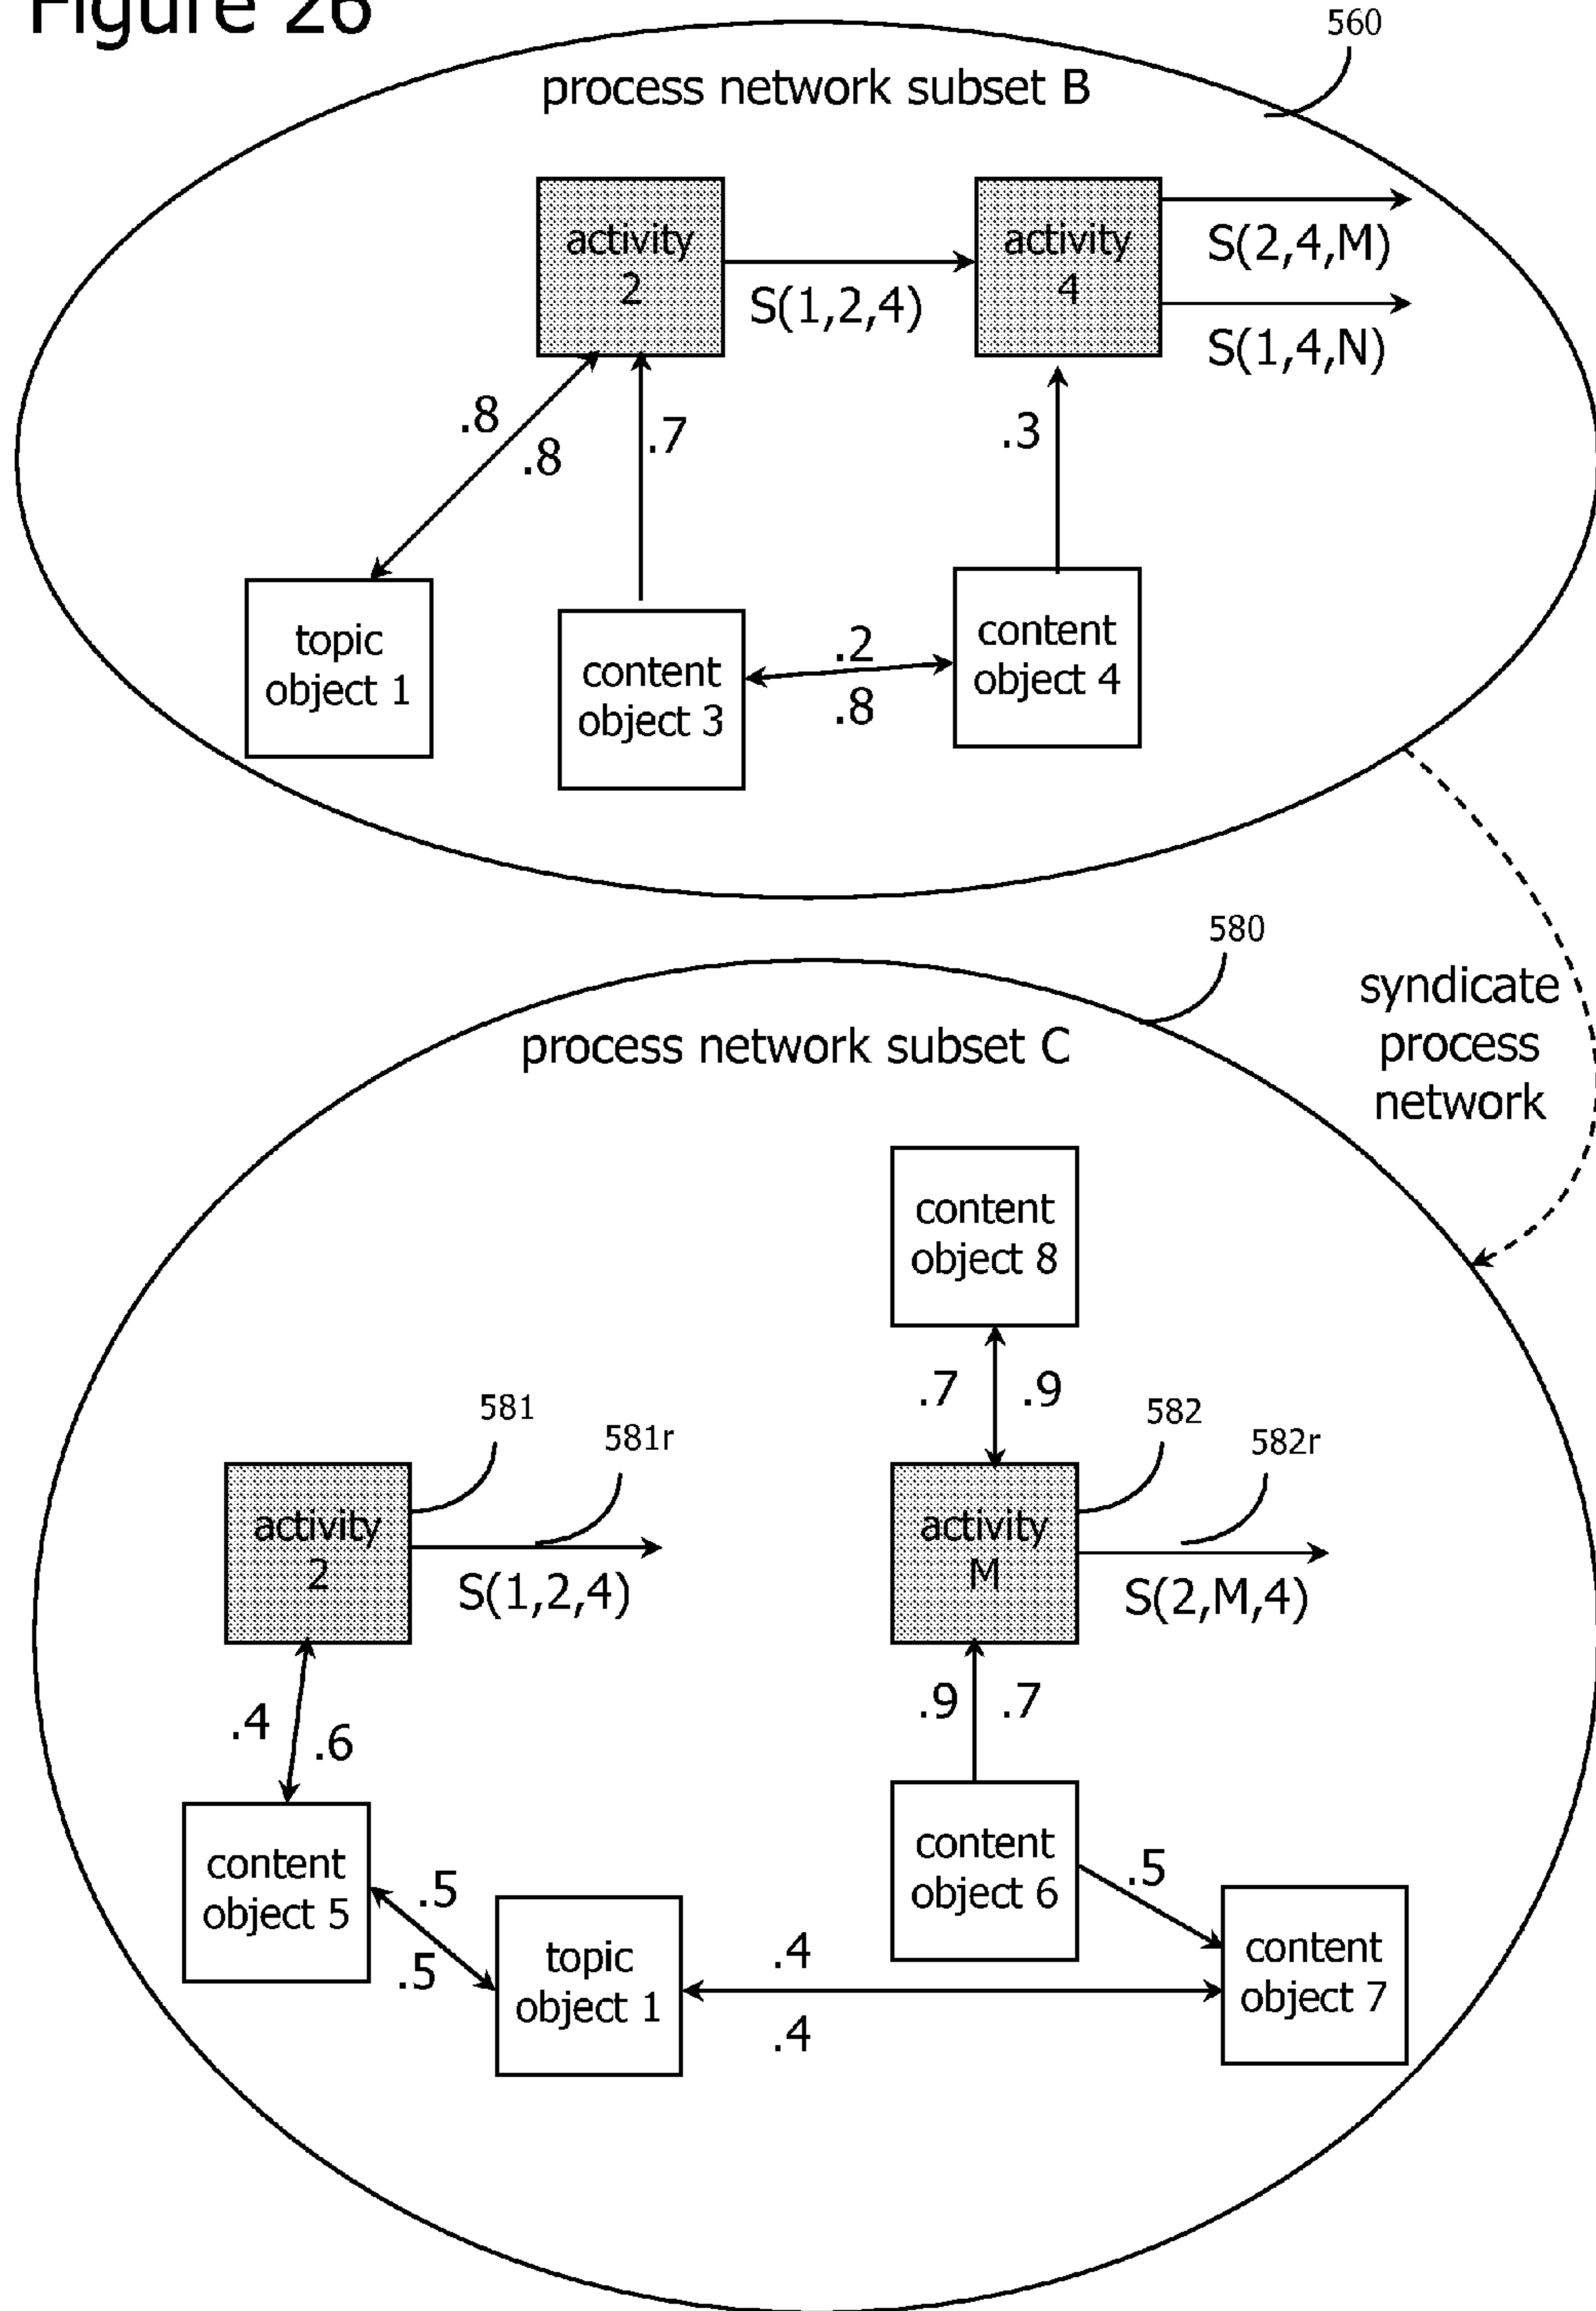 Figure 26
560
process network subset B
activity
2
S(1,2,4)
activity
4
S(2,4,M)
S(1,4,N)
.8
.8
.7
.3
topic
object 1
content
object 3
.2
.8
content
object 4
580
process network subset C
syndicate
process
network
content
object 8
.7
.9
581
581r
582
582r
activity
2
S(1,2,4)
activity
M
S(2,M,4)
.4
.6
.9
.7
content
object 5
.5
.5
topic
object 1
content
object 6
.5
.4
.4
content
object 7